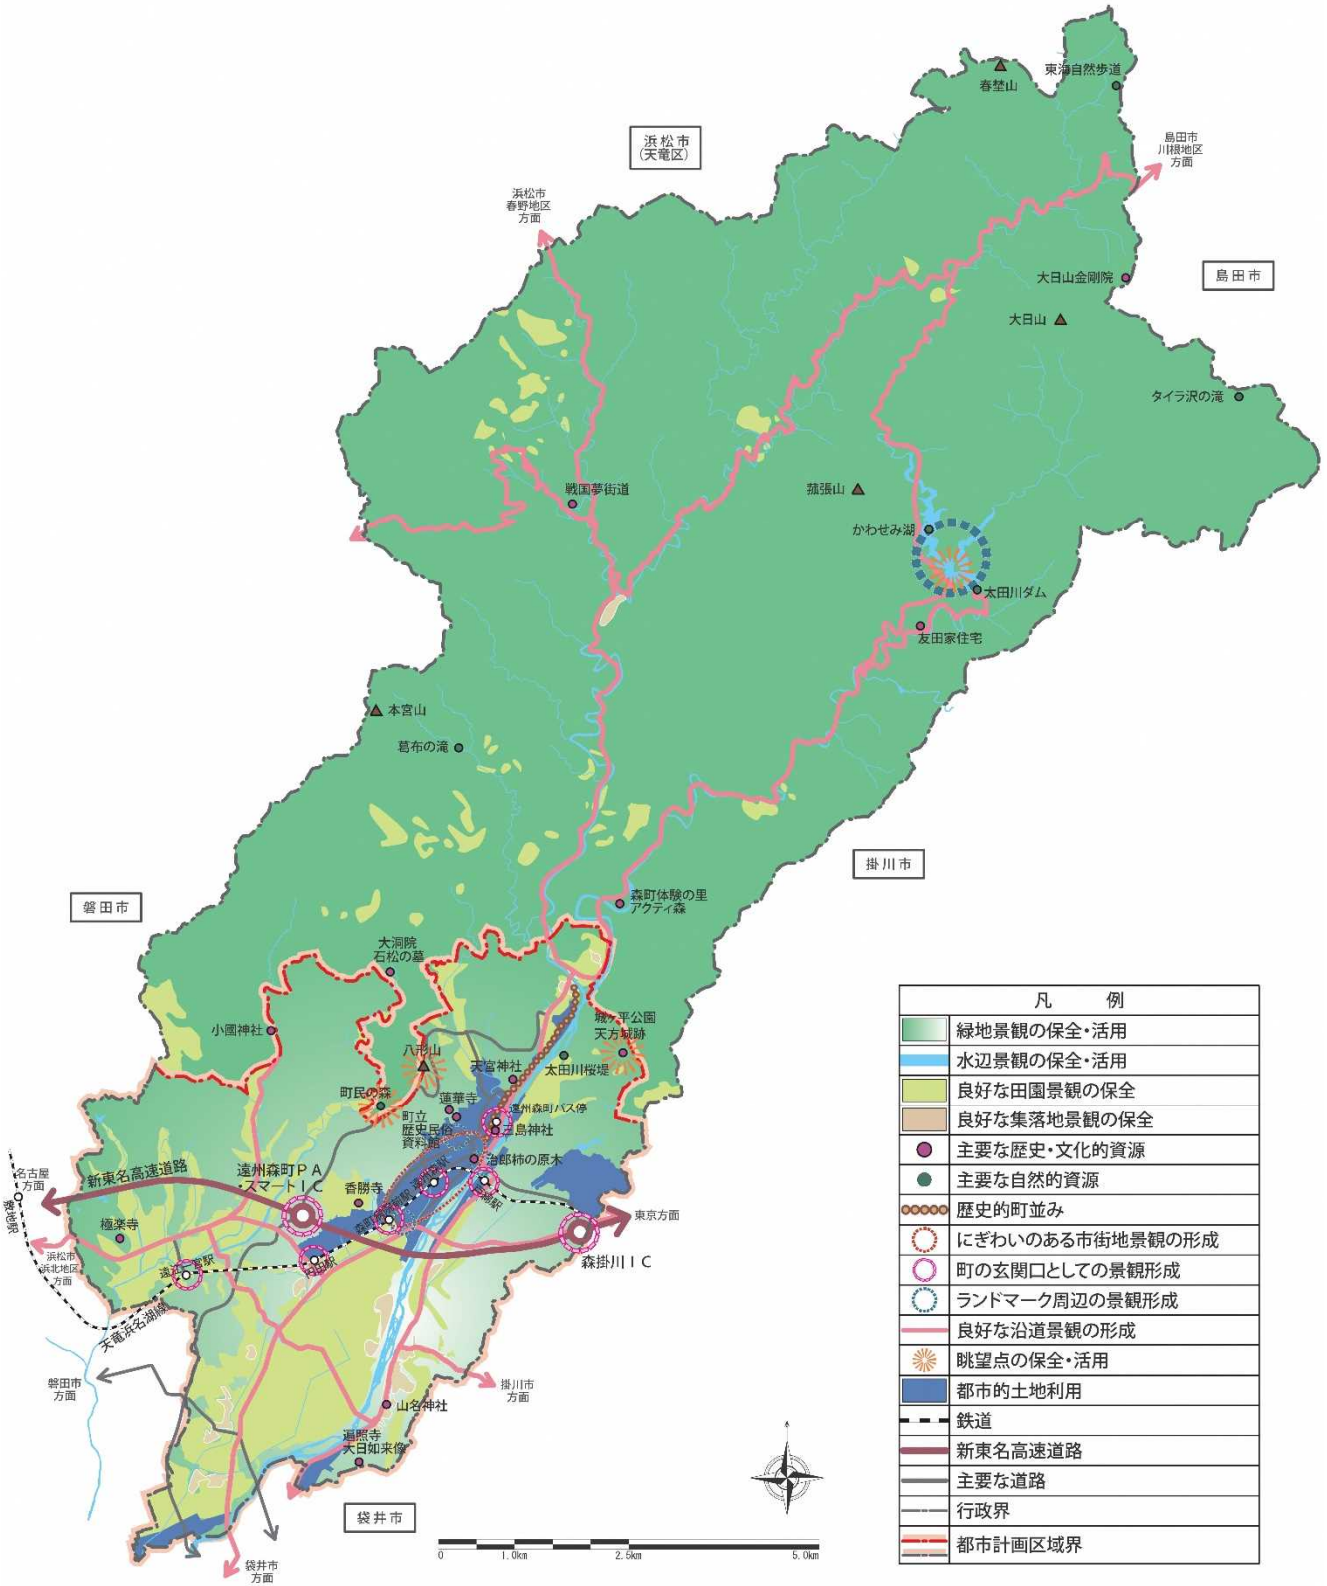 春埜山
東海自然歩道
浜松市
(天竜区)
島田市
川根地区
方面
浜松市
春野地区
方面
大日山金剛院
島田市
大日山
タイラ沢の滝
戦国夢街道
菰張山
かわせみ湖
太田川ダム
友田家住宅
本宮山
葛布の滝
掛川市
森町体験の里
アクティ森
磐田市
大洞院
石松の墓
小國神社
城ヶ平公園
天方城跡
八形山
天宮神社
太田川桜堤
町民の森
蓮華寺
遠州森町バス停
町立
歴史民俗
資料館
三島神社
治郎柿の原木
名古屋
方面
敷地駅
新東名高速道路
遠州森町PA
・スマートIC
香勝寺
極楽寺
東京方面
森掛川IC
浜松市
浜北地区
方面
円田駅
天竜浜名湖線
磐田市
方面
掛川市
方面
山名神社
遍照寺
大日如来像
袋井市
袋井市
方面
0
1.0km
2.5km
5.0km
凡 例
緑地景観の保全・活用
水辺景観の保全・活用
良好な田園景観の保全
良好な集落地景観の保全
主要な歴史・文化的資源
主要な自然的資源
歴史的町並み
にぎわいのある市街地景観の形成
町の玄関口としての景観形成
ランドマーク周辺の景観形成
良好な沿道景観の形成
眺望点の保全・活用
都市的土地利用
鉄道
新東名高速道路
主要な道路
行政界
都市計画区域界